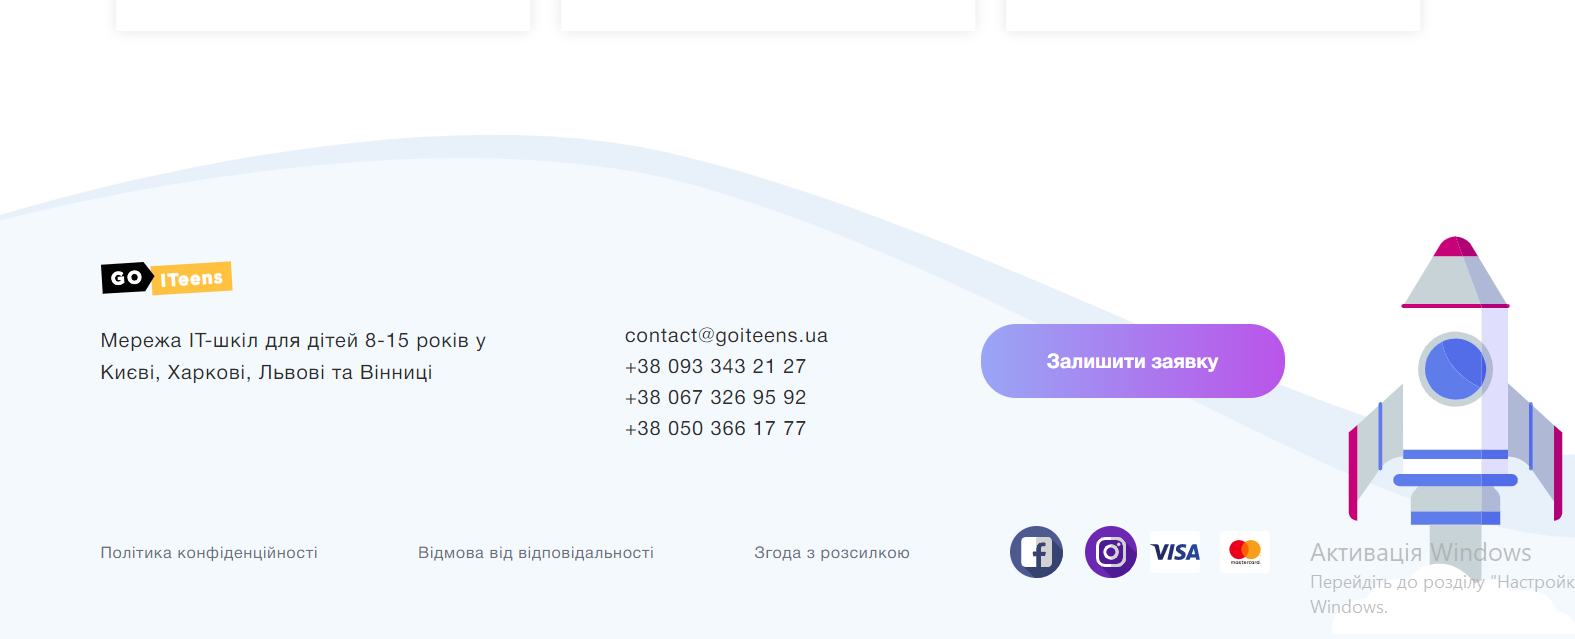 GO ITeens
Мережа ІТ-шкіл для дітей 8-15 років у
Києві, Харкові, Львові та Вінниці
contact@goiteens.ua
+38 093 343 21 27
+38 067 326 95 92
+38 050 366 17 77
Залишити заявку
Політика конфіденційності
Відмова від відповідальності
Згода з розсилкою
VISA
mastercard
Активація Windows
Перейдіть до розділу "Настройк
Windows.